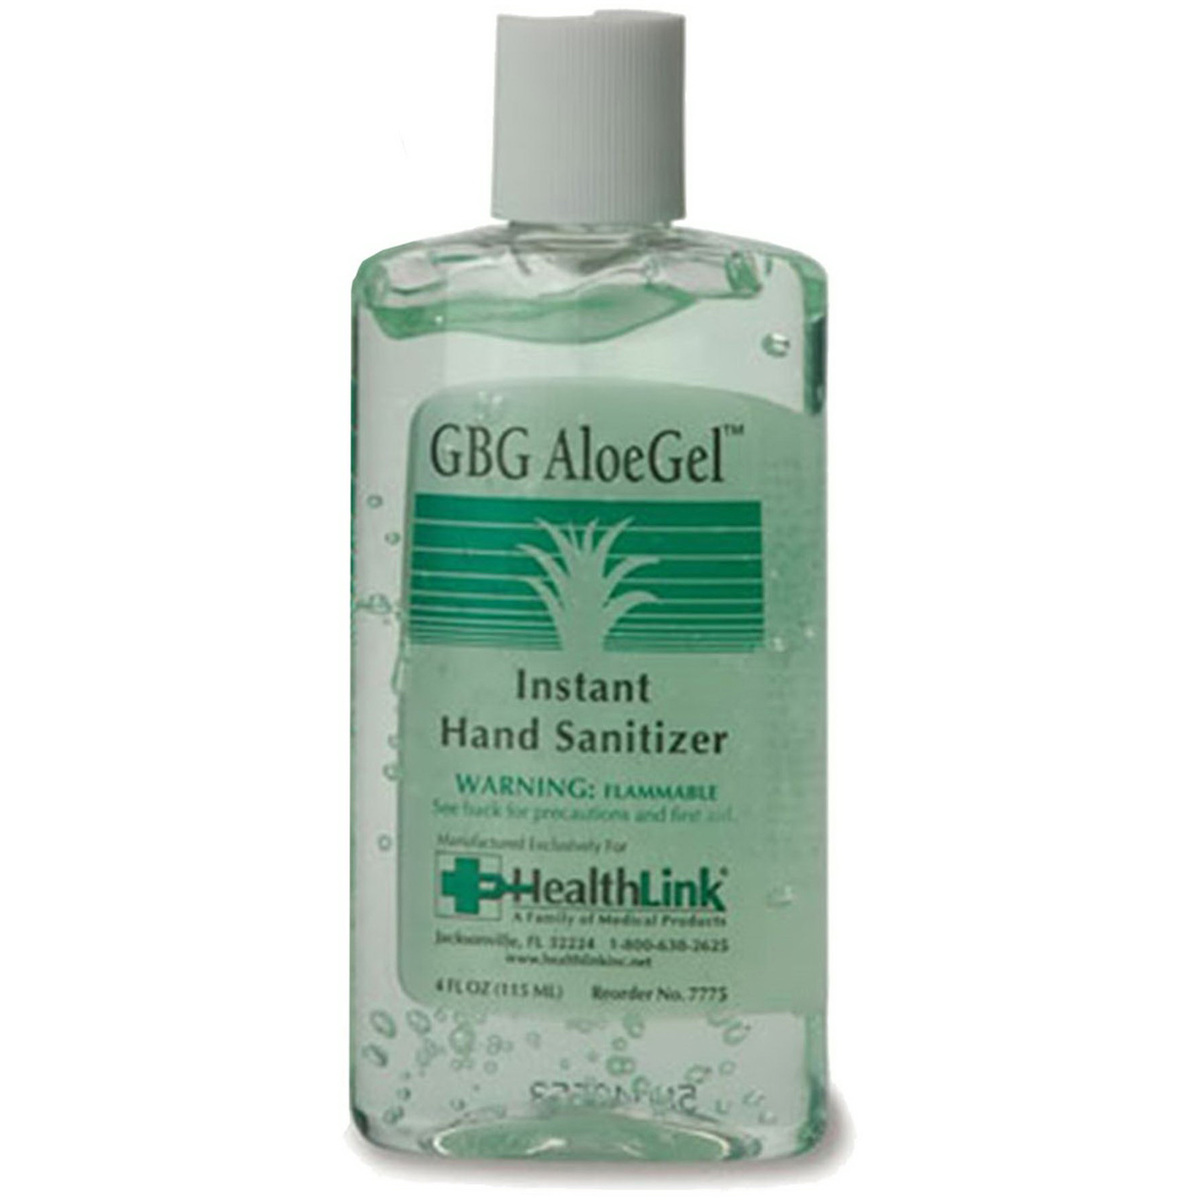 GBG AloeGel™
Instant
Hand Sanitizer
WARNING: FLAMMABLE
See back for precautions and first aid.
Manufactured Exclusively For
HealthLink®
A Family of Medical Products
Jacksonville, FL 32224 1-800-638-2625
www.healthlinkinc.net
4 FL OZ (115 ML) Reorder No. 7775